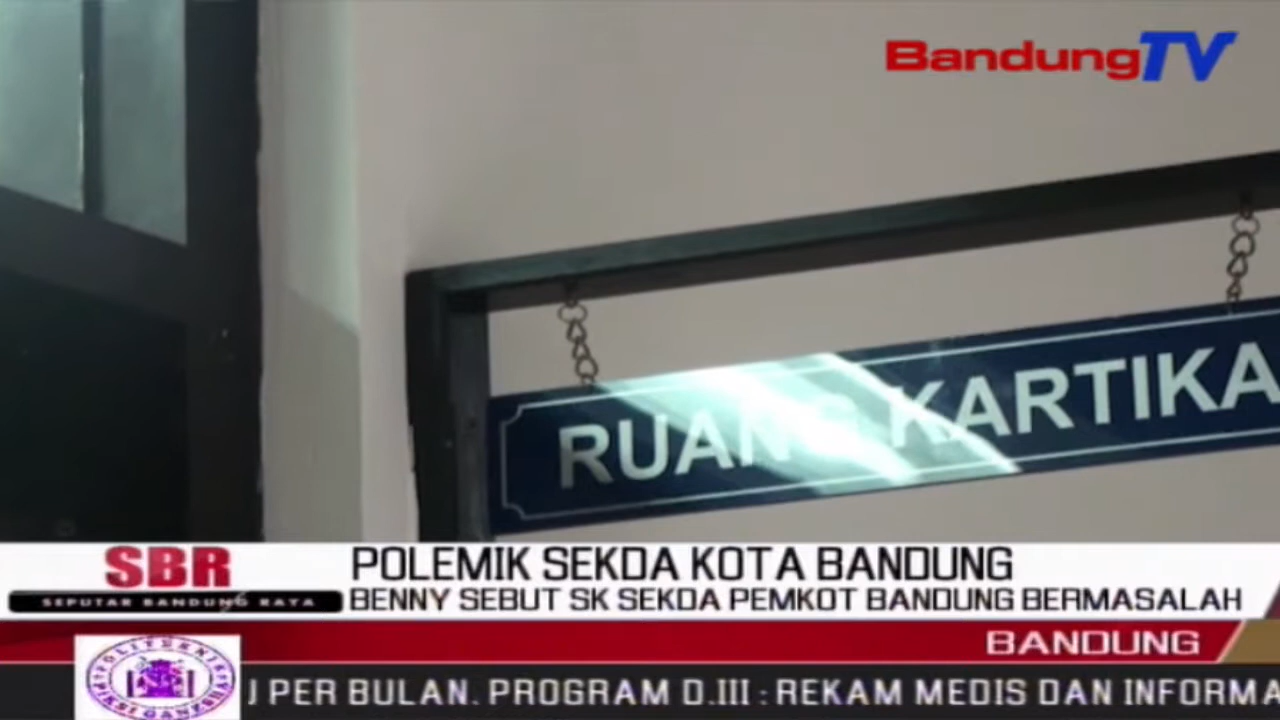 BandungTV
RUANG KARTIKA
SBR
SEPUTAR BANDUNG RAYA
POLEMIK SEKDA KOTA BANDUNG
BENNY SEBUT SK SEKDA PEMKOT BANDUNG BERMASALAH
BANDUNG
PER BULAN. PROGRAM D.III : REKAM MEDIS DAN INFORMA